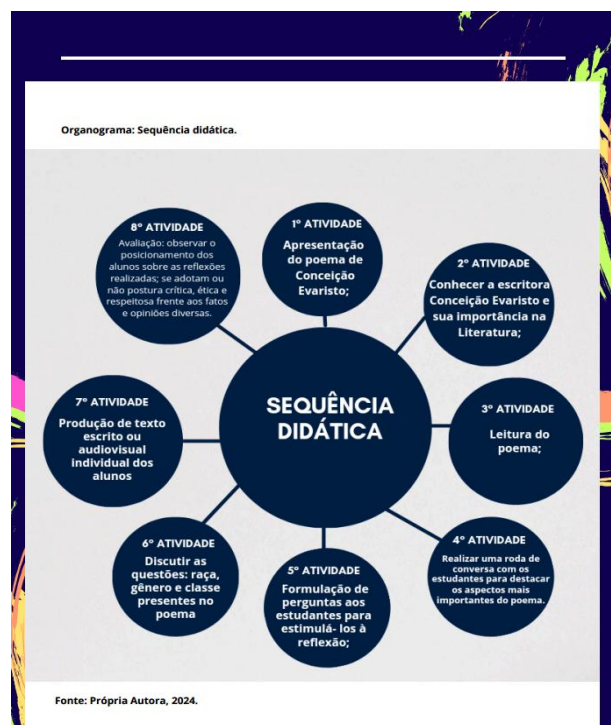 Organograma: Sequência didática.
SEQUÊNCIA
DIDÁTICA
1º ATIVIDADE
Apresentação
do poema de
Conceição
Evaristo;
2º ATIVIDADE
Conhecer a escritora
Conceição Evaristo e
sua importância na
Literatura;
3º ATIVIDADE
Leitura do
poema;
4º ATIVIDADE
Realizar uma roda de
conversa com os
estudantes para destacar
os aspectos mais
importantes do poema.
5º ATIVIDADE
Formulação de
perguntas aos
estudantes para
estimulá- los à
reflexão;
6º ATIVIDADE
Discutir as
questões: raça,
gênero e classe
presentes no
poema
7º ATIVIDADE
Produção de texto
escrito ou
audiovisual
individual dos
alunos
8º ATIVIDADE
Avaliação: observar o
posicionamento dos
alunos sobre as reflexões
realizadas; se adotam ou
não postura crítica, ética e
respeitosa frente aos fatos
e opiniões diversas.
Fonte: Própria Autora, 2024.